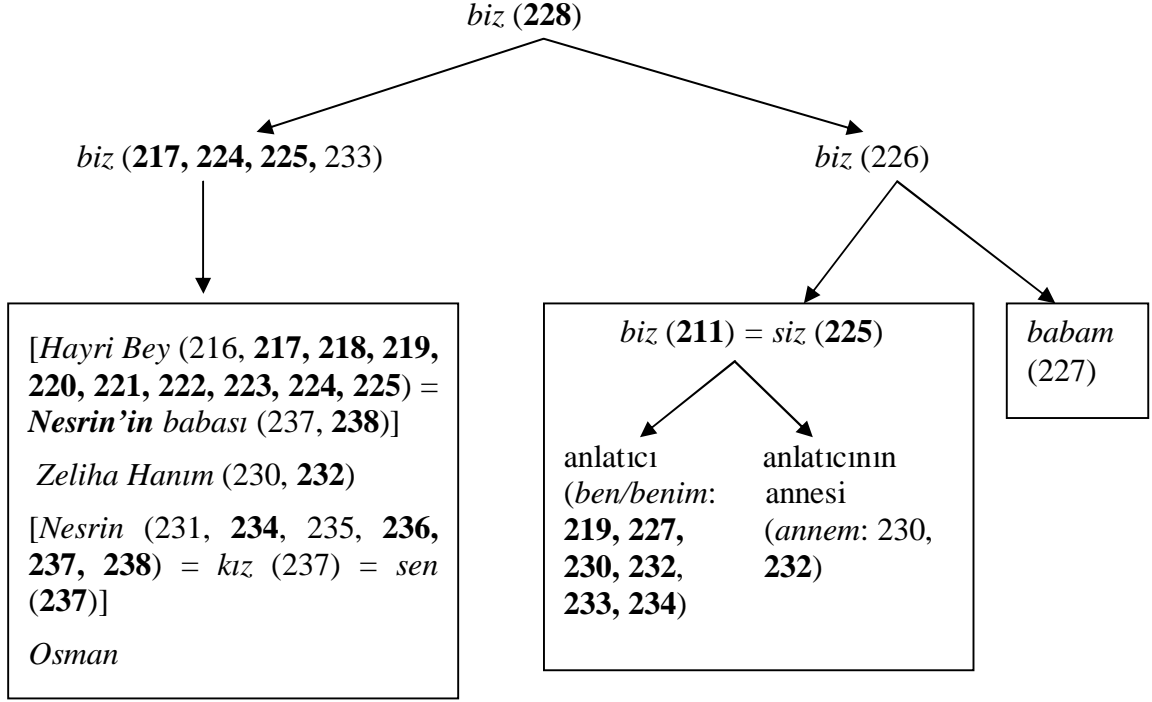 biz (228)
biz (217, 224, 225, 233)
biz (226)
[Hayri Bey (216, 217, 218, 219,
220, 221, 222, 223, 224, 225) =
Nesrin’in babası (237, 238)]
Zeliha Hanım (230, 232)
[Nesrin (231, 234, 235, 236,
237, 238) = kız (237) = sen
(237)]
Osman
biz (211) = siz (225)
anlatıcı
(ben/benim:
219, 227,
230, 232,
233, 234)
anlatıcının
annesi
(annem: 230,
232)
babam
(227)